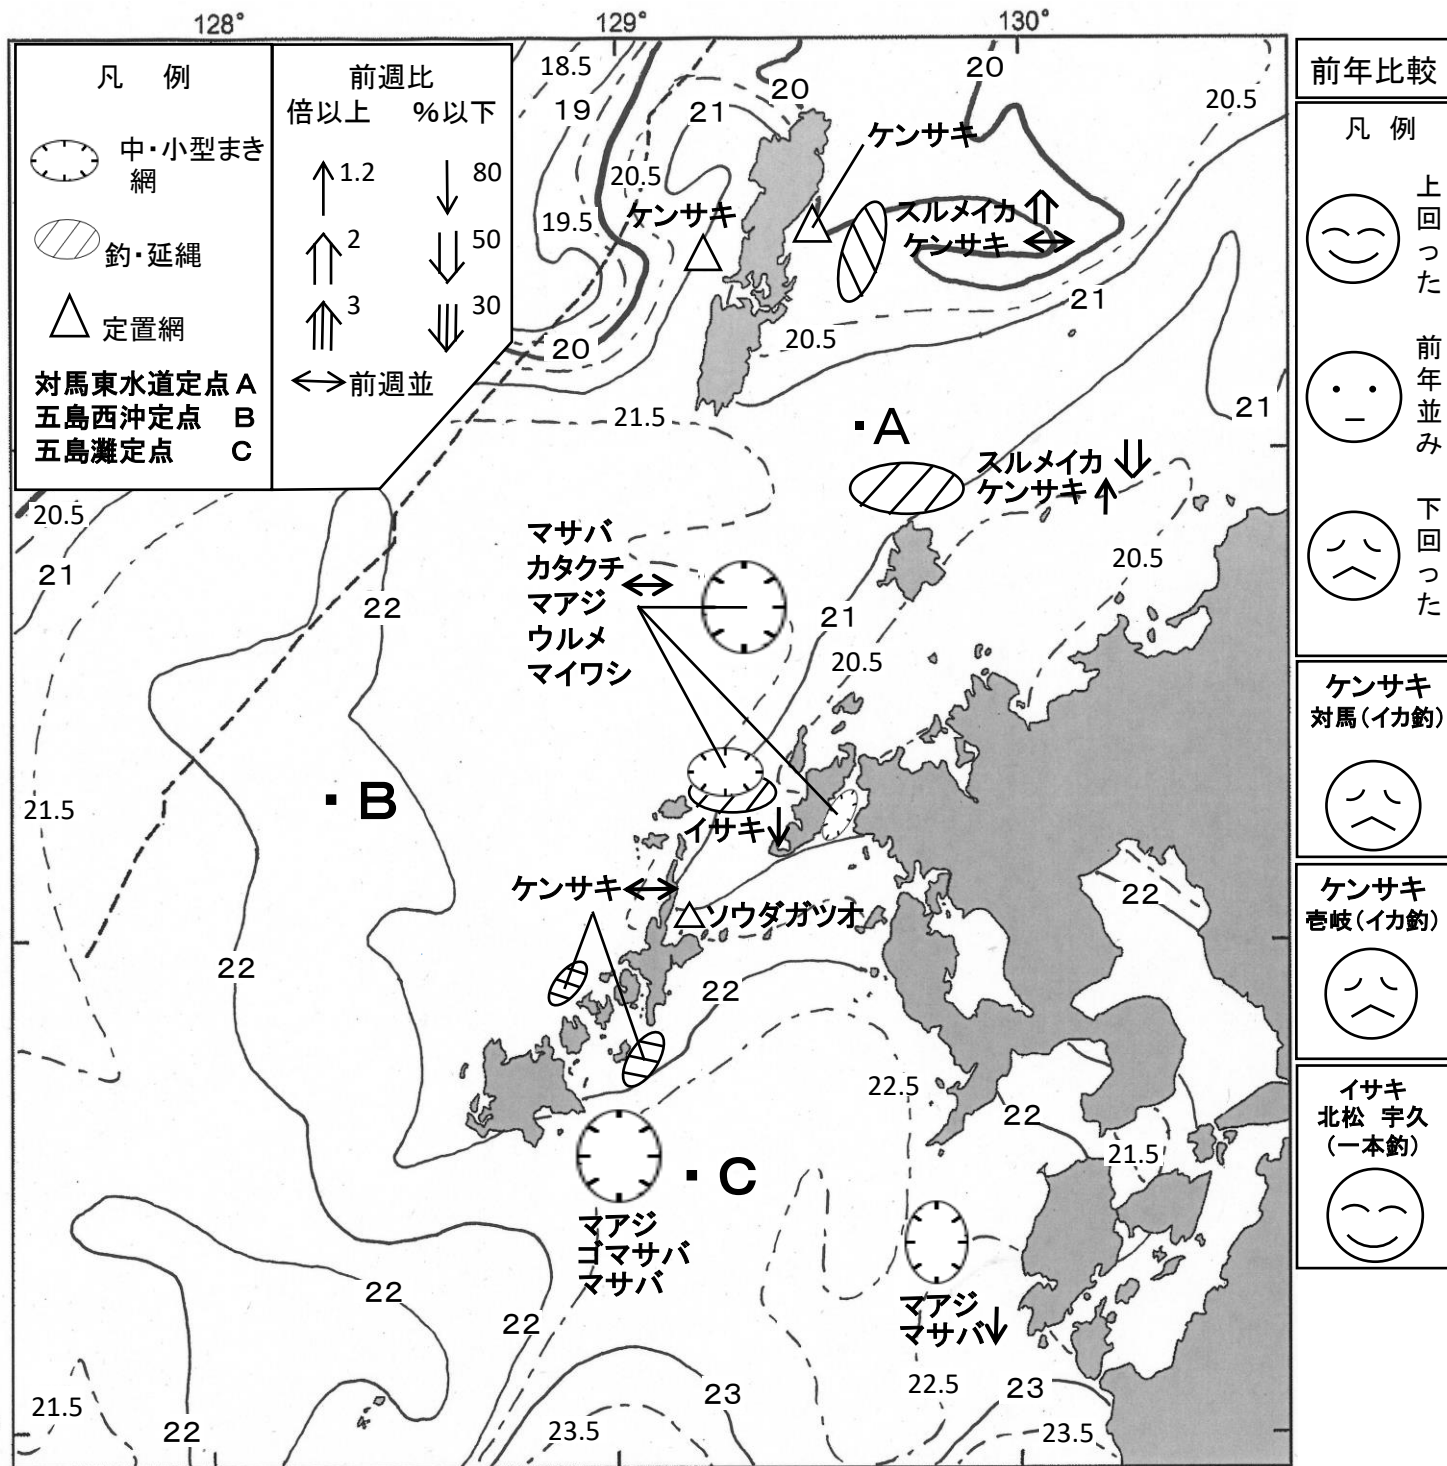 128°
129°
130°
凡 例
中・小型まき
網
釣・延縄
定置網
対馬東水道定点 A
五島西沖定点 B
五島灘定点 C
前週比
倍以上 %以下
1.2 80
2 50
3 30
前週並
前年比較
凡 例
上回った
前年並み
下回った
ケンサキ
対馬(イカ釣)
ケンサキ
壱岐(イカ釣)
イサキ
北松 宇久
(一本釣)
18.5
19
19.5
20
20.5
21
20
20
20.5
ケンサキ
ケンサキ
スルメイカ
ケンサキ
21
20.5
21
21.5
A
スルメイカ
ケンサキ
20.5
20.5
21
22
マサバ
カタクチ
マアジ
ウルメ
マイワシ
21
20.5
21.5
B
イサキ
ケンサキ
ソウダガツオ
22
22
22
22.5
22
21.5
C
マアジ
ゴマサバ
マサバ
マアジ
マサバ
22
22
21.5
22
23
23.5
22.5
23
23.5